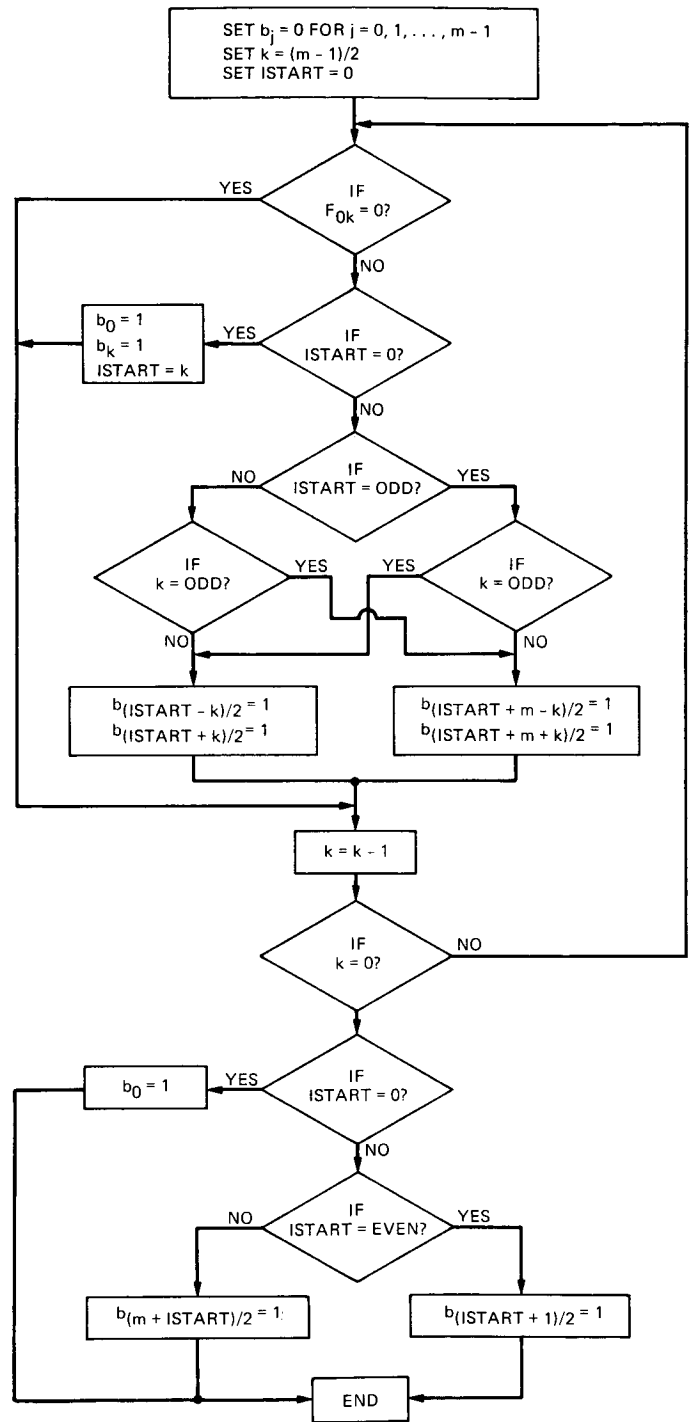 SET b_j = 0 FOR j = 0, 1, . . . , m - 1
SET k = (m - 1)/2
SET ISTART = 0
IF
F_0k = 0?
YES
NO
IF
ISTART = 0?
YES
b_0 = 1
b_k = 1
ISTART = k
NO
IF
ISTART = ODD?
NO
YES
IF
k = ODD?
YES
NO
IF
k = ODD?
YES
NO
b_(ISTART - k)/2 = 1
b_(ISTART + k)/2 = 1
b_(ISTART + m - k)/2 = 1
b_(ISTART + m + k)/2 = 1
k = k - 1
IF
k = 0?
NO
IF
ISTART = 0?
YES
b_0 = 1
NO
IF
ISTART = EVEN?
NO
YES
b_(m + ISTART)/2 = 1
b_(ISTART + 1)/2 = 1
END